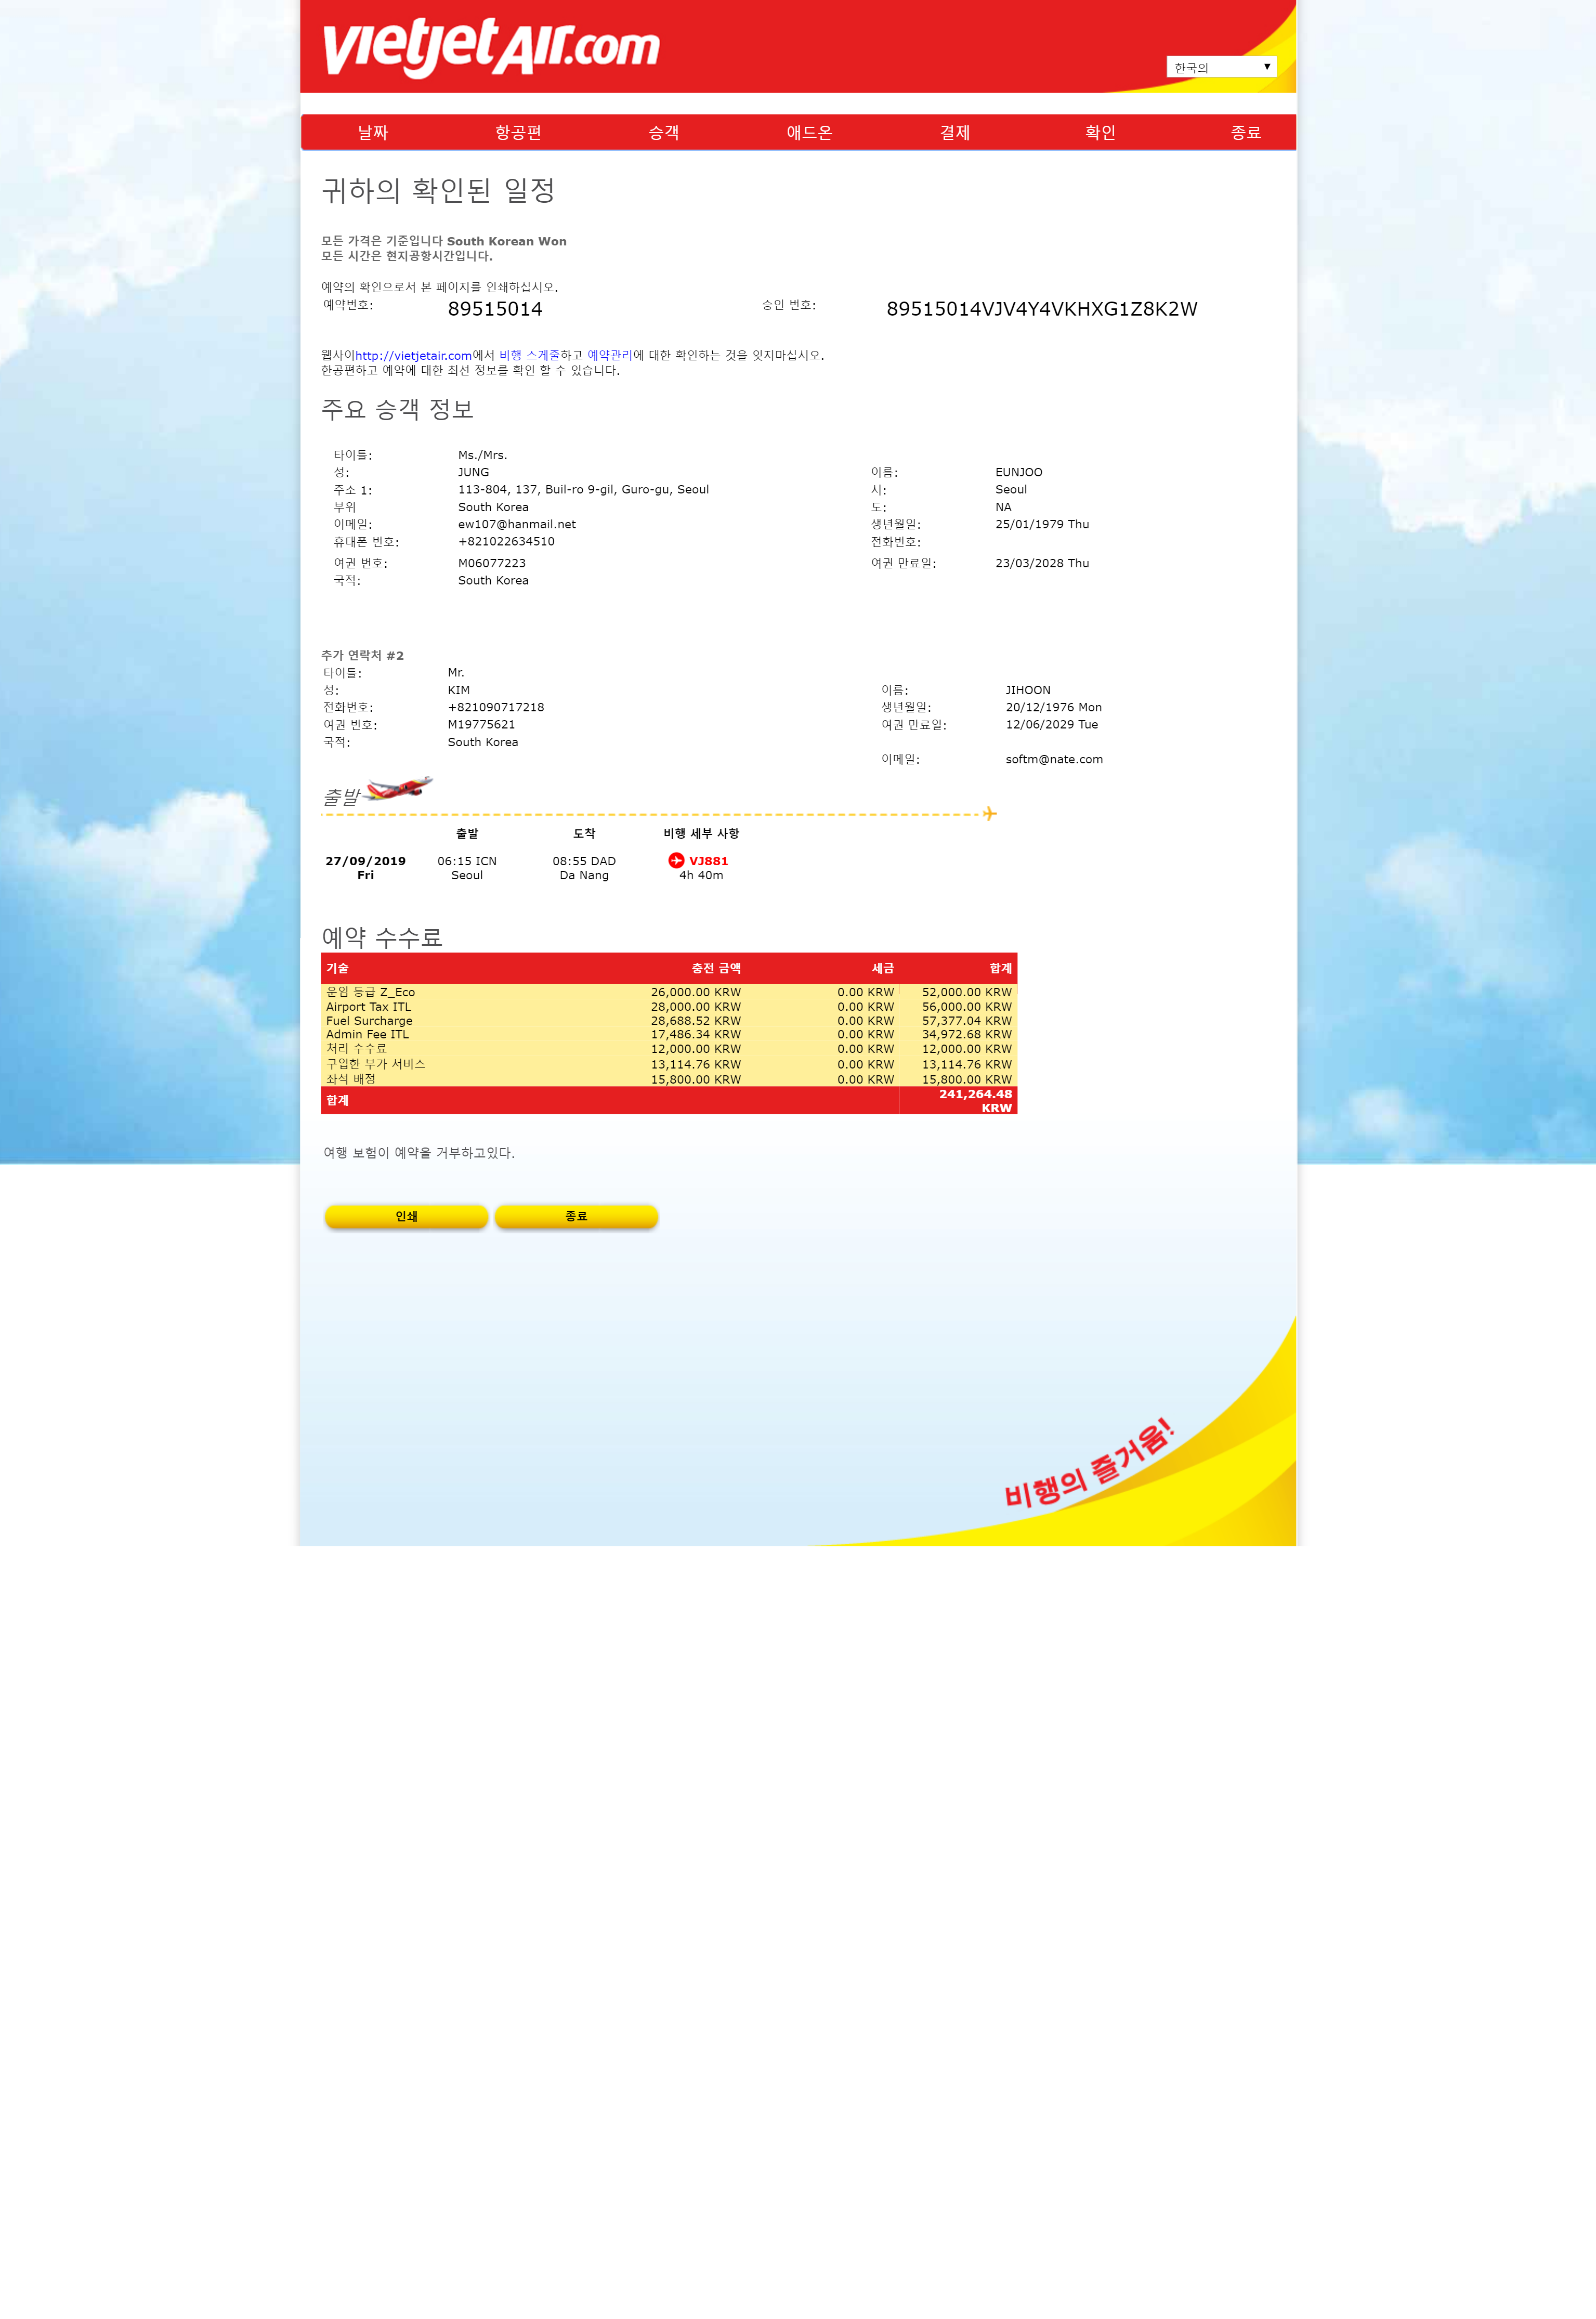 vietjetAir.com
한국의
날짜 항공편 승객 애드온 결제 확인 종료
귀하의 확인된 일정
모든 가격은 기준입니다 South Korean Won
모든 시간은 현지공항시간입니다.
예약의 확인으로서 본 페이지를 인쇄하십시오.
예약번호: 89515014 승인 번호: 89515014VJV4Y4VKHXG1Z8K2W
웹사이http://vietjetair.com에서 비행 스게줄하고 예약관리에 대한 확인하는 것을 잊지마십시오.
한공편하고 예약에 대한 최선 정보를 확인 할 수 있습니다.
주요 승객 정보
타이틀: Ms./Mrs.
성: JUNG 이름: EUNJOO
주소 1: 113-804, 137, Buil-ro 9-gil, Guro-gu, Seoul 시: Seoul
부위 South Korea 도: NA
이메일: ew107@hanmail.net 생년월일: 25/01/1979 Thu
휴대폰 번호: +821022634510 전화번호:
여권 번호: M06077223 여권 만료일: 23/03/2028 Thu
국적: South Korea
추가 연락처 #2
타이틀: Mr.
성: KIM 이름: JIHOON
전화번호: +821090717218 생년월일: 20/12/1976 Mon
여권 번호: M19775621 여권 만료일: 12/06/2029 Tue
국적: South Korea
이메일: softm@nate.com
출발
출발 도착 비행 세부 사항
27/09/2019 06:15 ICN 08:55 DAD VJ881
Fri Seoul Da Nang 4h 40m
예약 수수료
기술 충전 금액 세금 합계
운임 등급 Z_Eco 26,000.00 KRW 0.00 KRW 52,000.00 KRW
Airport Tax ITL 28,000.00 KRW 0.00 KRW 56,000.00 KRW
Fuel Surcharge 28,688.52 KRW 0.00 KRW 57,377.04 KRW
Admin Fee ITL 17,486.34 KRW 0.00 KRW 34,972.68 KRW
처리 수수료 12,000.00 KRW 0.00 KRW 12,000.00 KRW
구입한 부가 서비스 13,114.76 KRW 0.00 KRW 13,114.76 KRW
좌석 배정 15,800.00 KRW 0.00 KRW 15,800.00 KRW
합계 241,264.48
KRW
여행 보험이 예약을 거부하고있다.
인쇄 종료
비행의 즐거움!